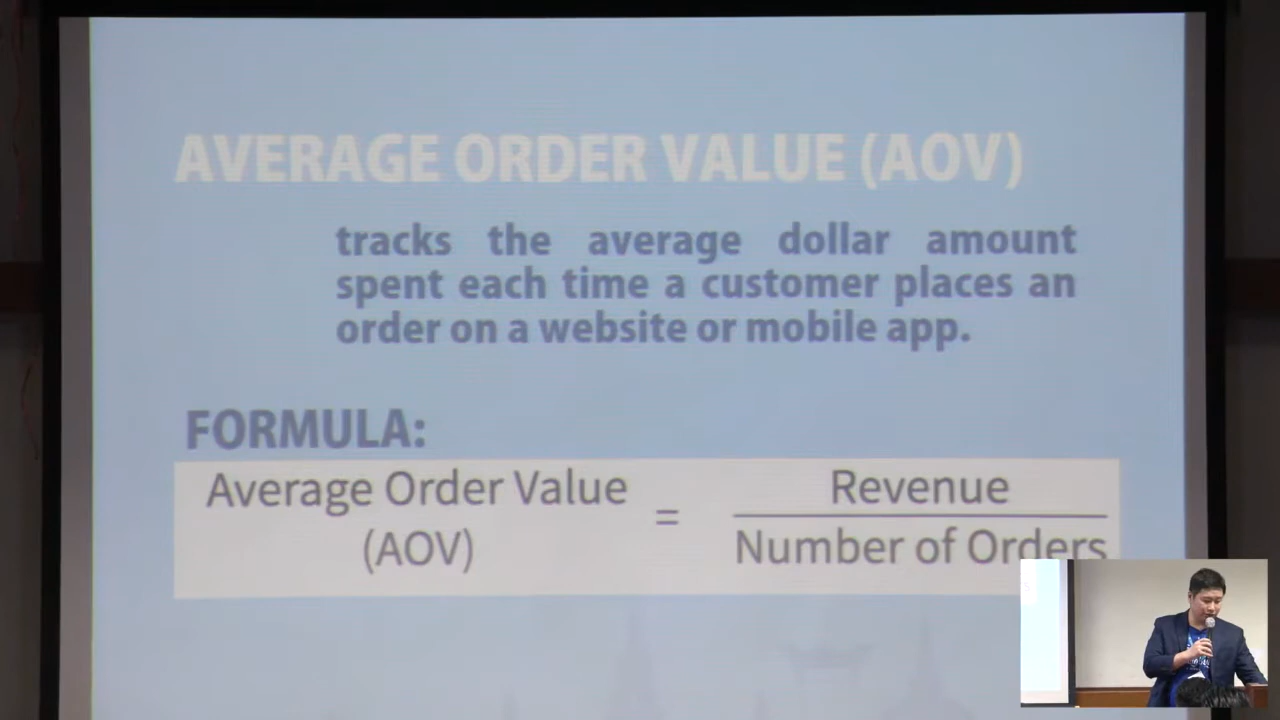 AVERAGE ORDER VALUE (AOV)
tracks the average dollar amount
spent each time a customer places an
order on a website or mobile app.
FORMULA:
Average Order Value
(AOV)
=
Revenue
Number of Orders